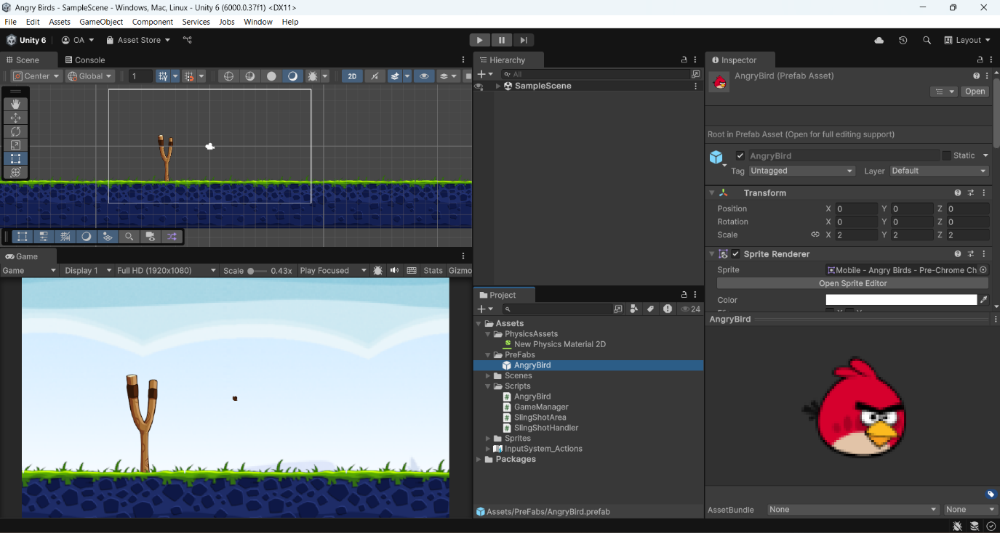 Angry Birds - SampleScene - Windows, Mac, Linux - Unity 6 (6000.0.37f1) <DX11>
File Edit Assets GameObject Component Services Jobs Window Help
Unity 6 OA Asset Store Layout
Scene Console
Center Global 1 2D
Hierarchy
All
SampleScene
Inspector
AngryBird (Prefab Asset)
Open
Root in Prefab Asset (Open for full editing support)
AngryBird Static
Tag Untagged Layer Default
Transform
Position X 0 Y 0 Z 0
Rotation X 0 Y 0 Z 0
Scale X 2 Y 2 Z 2
Sprite Renderer
Sprite Mobile - Angry Birds - Pre-Chrome Ch
Open Sprite Editor
Color
AngryBird
AssetBundle None None
Game
Game Display 1 Full HD (1920x1080) Scale 0.43x Play Focused Stats Gizmo
Project
24
Assets
PhysicsAssets
New Physics Material 2D
PreFabs
AngryBird
Scenes
Scripts
AngryBird
GameManager
SlingShotArea
SlingShotHandler
Sprites
InputSystem_Actions
Packages
Assets/PreFabs/AngryBird.prefab